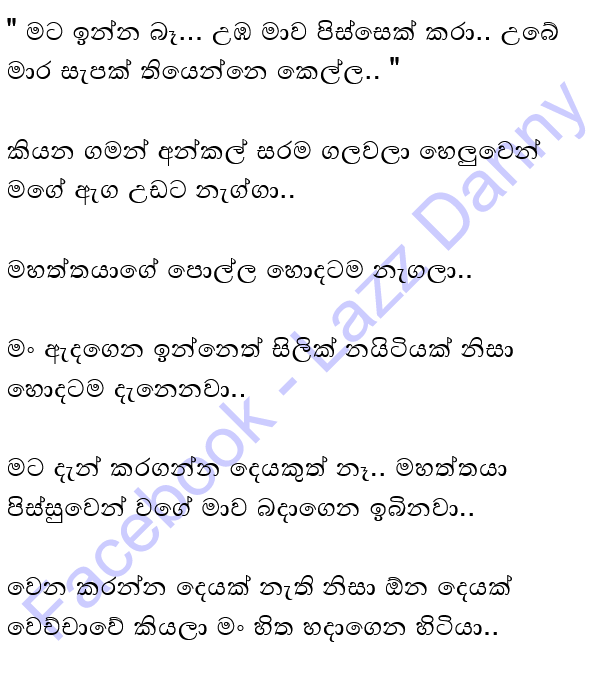 " මට ඉන්න බෑ... උඹ මාව පිස්සෙක් කරා.. උබේ
මාර සැපක් තියෙන්නෙ කෙල්ල.. "
කියන ගමන් අන්කල් සරම ගලවලා හෙලුවෙන්
මගේ ඇග උඩට නැග්ගා..
මහත්තයාගේ පොල්ල හොදටම නැගලා..
මං ඇදගෙන ඉන්නෙත් සිලික් නයිටියක් නිසා
හොදටම දැනෙනවා..
මට දැන් කරගන්න දෙයකුත් නෑ.. මහත්තයා
පිස්සුවෙන් වගේ මාව බදාගෙන ඉබිනවා..
වෙන කරන්න දෙයක් නැති නිසා ඕන දෙයක්
වෙච්චාවේ කියලා මං හිත හදාගෙන හිටියා..
Facebook - Lazz Danny